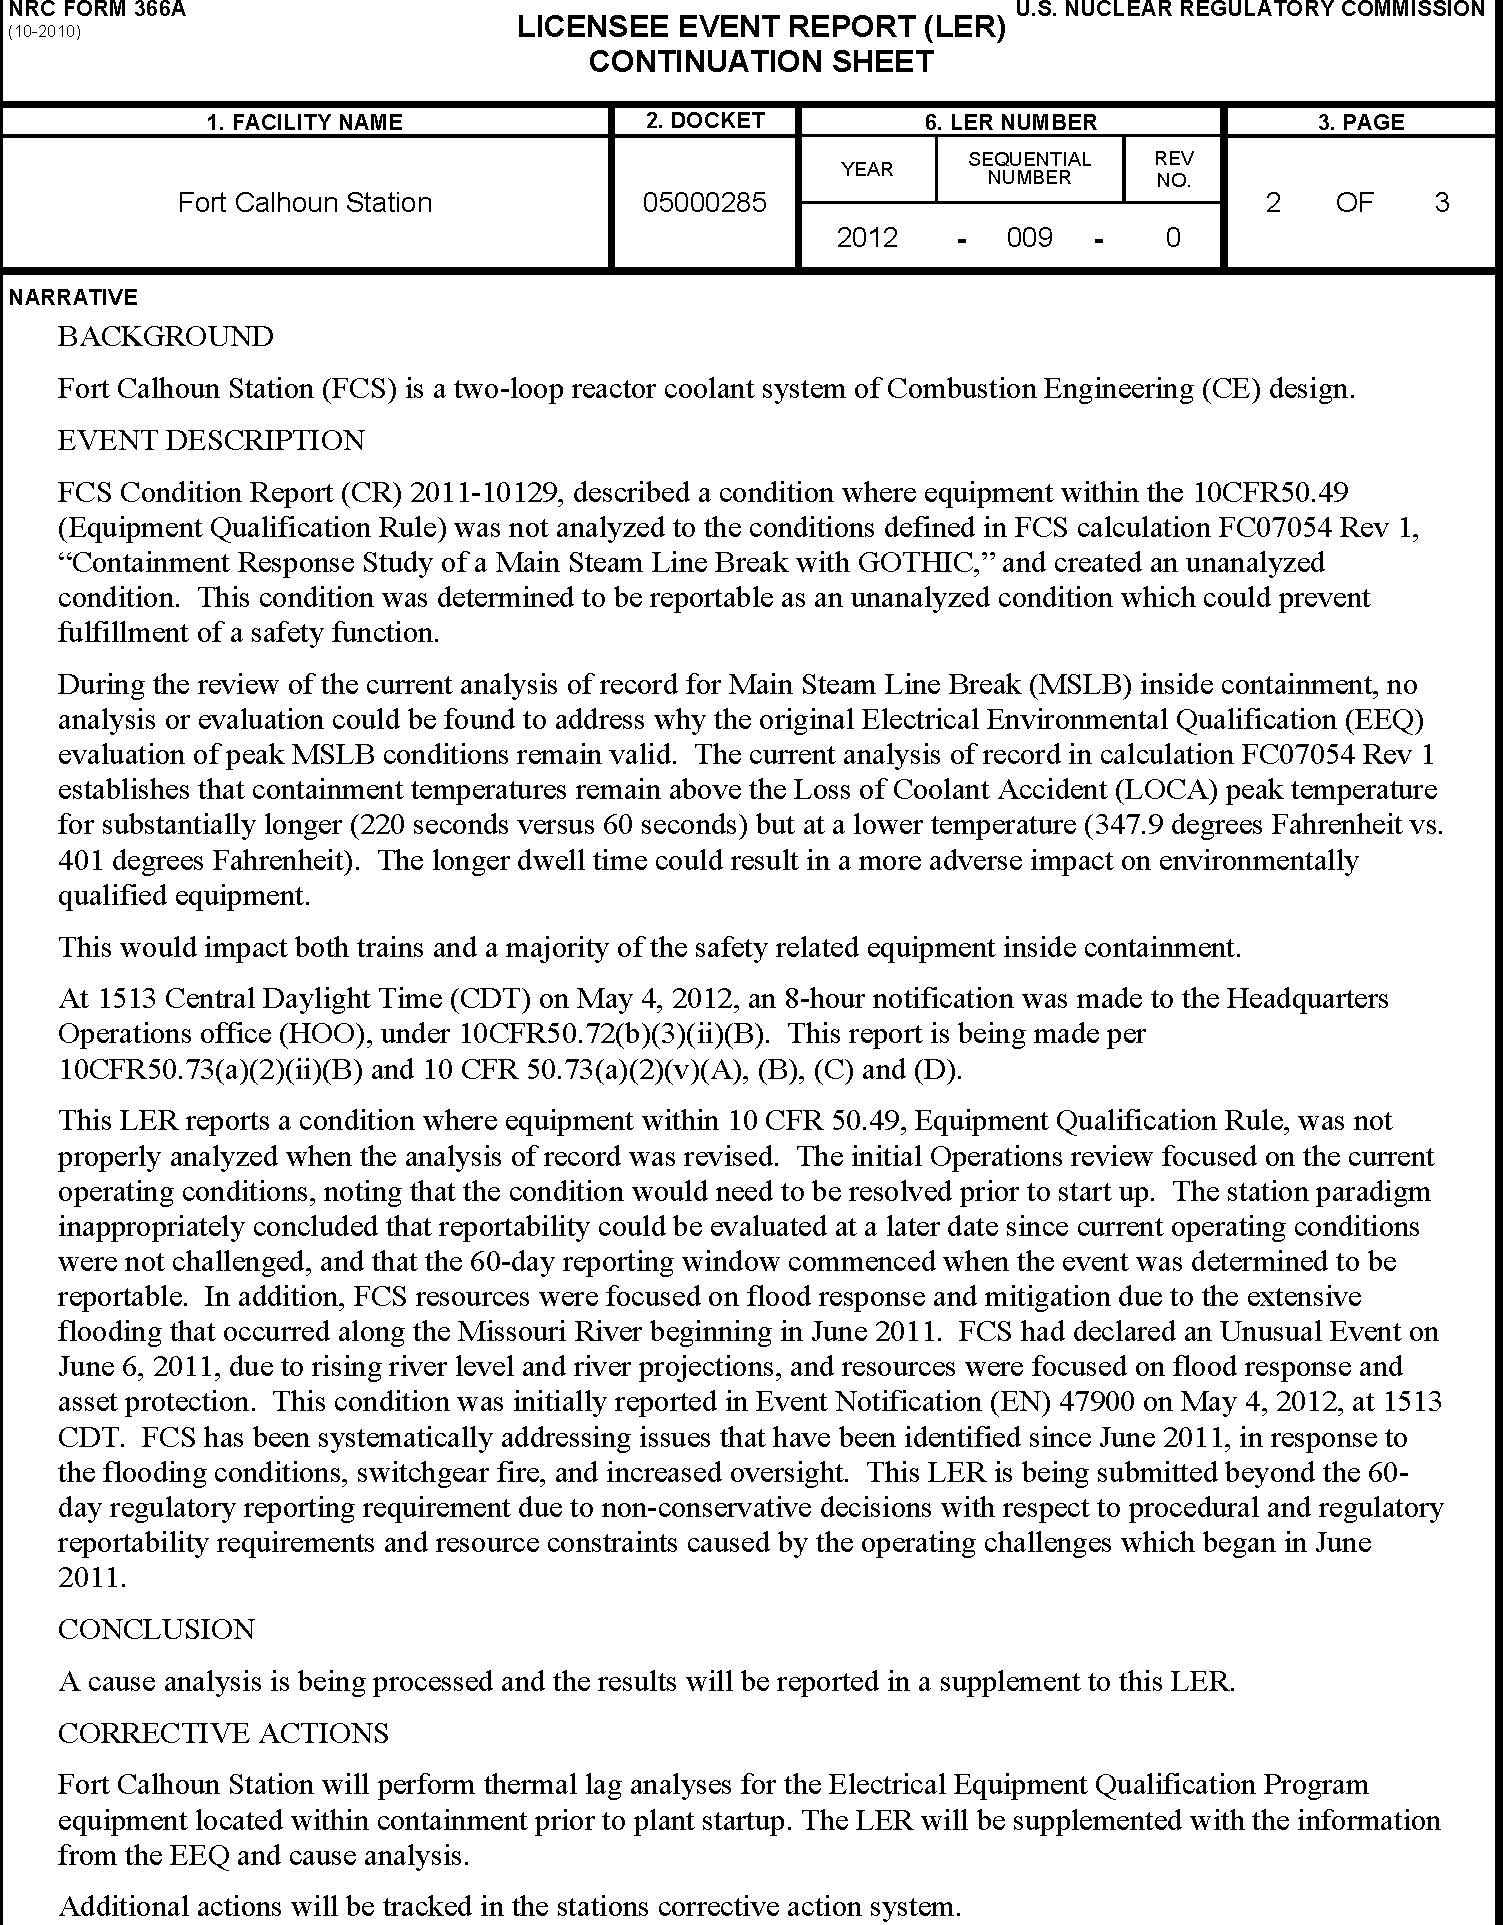 NRC FORM 366A
(10-2010)
U.S. NUCLEAR REGULATORY COMMISSION
LICENSEE EVENT REPORT (LER)
CONTINUATION SHEET
1. FACILITY NAME
2. DOCKET
6. LER NUMBER
3. PAGE
Fort Calhoun Station
05000285
YEAR
SEQUENTIAL
NUMBER
REV
NO.
2 OF 3
2012 - 009 - 0
NARRATIVE
BACKGROUND
Fort Calhoun Station (FCS) is a two-loop reactor coolant system of Combustion Engineering (CE) design.
EVENT DESCRIPTION
FCS Condition Report (CR) 2011-10129, described a condition where equipment within the 10CFR50.49
(Equipment Qualification Rule) was not analyzed to the conditions defined in FCS calculation FC07054 Rev 1,
“Containment Response Study of a Main Steam Line Break with GOTHIC,” and created an unanalyzed
condition.  This condition was determined to be reportable as an unanalyzed condition which could prevent
fulfillment of a safety function.
During the review of the current analysis of record for Main Steam Line Break (MSLB) inside containment, no
analysis or evaluation could be found to address why the original Electrical Environmental Qualification (EEQ)
evaluation of peak MSLB conditions remain valid.  The current analysis of record in calculation FC07054 Rev 1
establishes that containment temperatures remain above the Loss of Coolant Accident (LOCA) peak temperature
for substantially longer (220 seconds versus 60 seconds) but at a lower temperature (347.9 degrees Fahrenheit vs.
401 degrees Fahrenheit).  The longer dwell time could result in a more adverse impact on environmentally
qualified equipment.
This would impact both trains and a majority of the safety related equipment inside containment.
At 1513 Central Daylight Time (CDT) on May 4, 2012, an 8-hour notification was made to the Headquarters
Operations office (HOO), under 10CFR50.72(b)(3)(ii)(B).  This report is being made per
10CFR50.73(a)(2)(ii)(B) and 10 CFR 50.73(a)(2)(v)(A), (B), (C) and (D).
This LER reports a condition where equipment within 10 CFR 50.49, Equipment Qualification Rule, was not
properly analyzed when the analysis of record was revised.  The initial Operations review focused on the current
operating conditions, noting that the condition would need to be resolved prior to start up.  The station paradigm
inappropriately concluded that reportability could be evaluated at a later date since current operating conditions
were not challenged, and that the 60-day reporting window commenced when the event was determined to be
reportable.  In addition, FCS resources were focused on flood response and mitigation due to the extensive
flooding that occurred along the Missouri River beginning in June 2011.  FCS had declared an Unusual Event on
June 6, 2011, due to rising river level and river projections, and resources were focused on flood response and
asset protection.  This condition was initially reported in Event Notification (EN) 47900 on May 4, 2012, at 1513
CDT.  FCS has been systematically addressing issues that have been identified since June 2011, in response to
the flooding conditions, switchgear fire, and increased oversight.  This LER is being submitted beyond the 60-
day regulatory reporting requirement due to non-conservative decisions with respect to procedural and regulatory
reportability requirements and resource constraints caused by the operating challenges which began in June
2011.
CONCLUSION
A cause analysis is being processed and the results will be reported in a supplement to this LER.
CORRECTIVE ACTIONS
Fort Calhoun Station will perform thermal lag analyses for the Electrical Equipment Qualification Program
equipment located within containment prior to plant startup. The LER will be supplemented with the information
from the EEQ and cause analysis.
Additional actions will be tracked in the stations corrective action system.